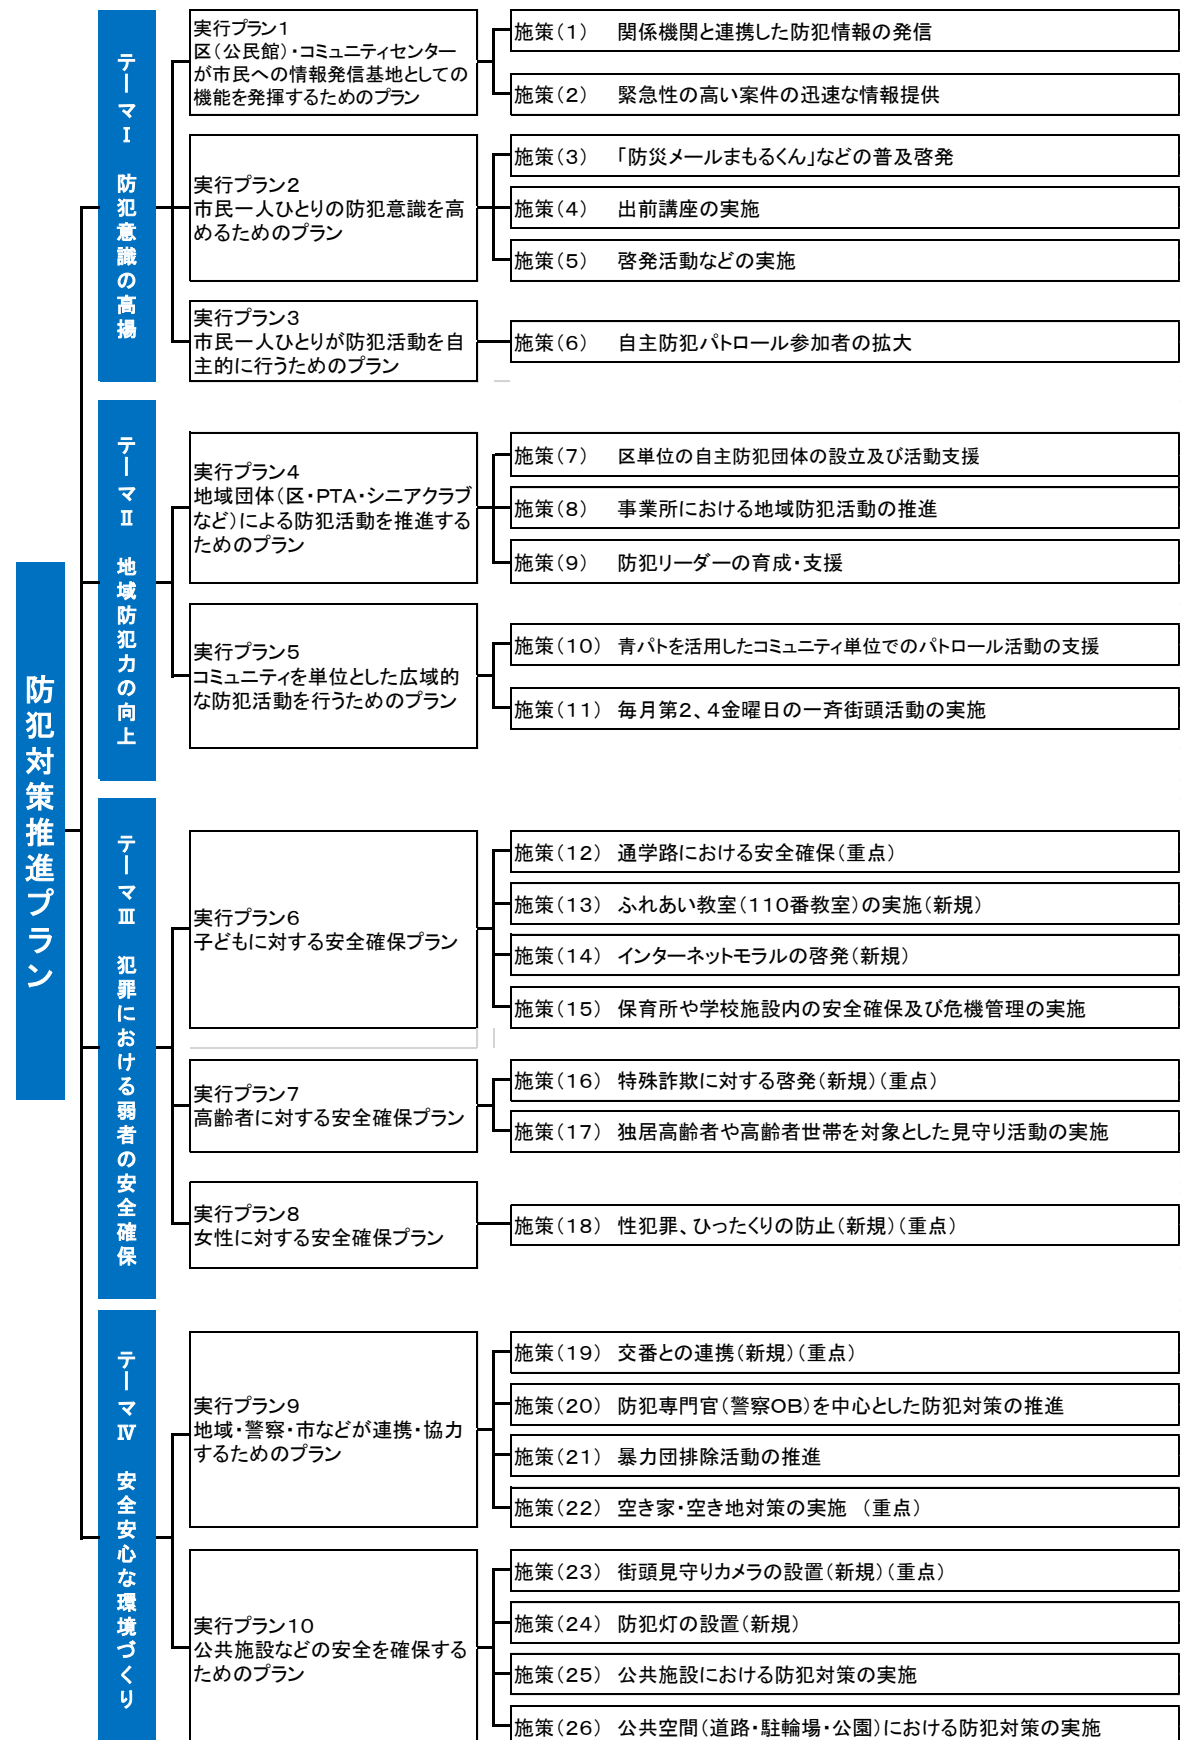 防犯対策推進プラン
テーマⅠ　防犯意識の高揚
実行プラン1
区(公民館)・コミュニティセンター
が市民への情報発信基地としての
機能を発揮するためのプラン
施策(1)　関係機関と連携した防犯情報の発信
施策(2)　緊急性の高い案件の迅速な情報提供
実行プラン2
市民一人ひとりの防犯意識を高
めるためのプラン
施策(3)　「防災メールまもるくん」などの普及啓発
施策(4)　出前講座の実施
施策(5)　啓発活動などの実施
実行プラン3
市民一人ひとりが防犯活動を自
主的に行うためのプラン
施策(6)　自主防犯パトロール参加者の拡大
テーマⅡ　地域防犯力の向上
実行プラン4
地域団体(区・PTA・シニアクラブ
など)による防犯活動を推進する
ためのプラン
施策(7)　区単位の自主防犯団体の設立及び活動支援
施策(8)　事業所における地域防犯活動の推進
施策(9)　防犯リーダーの育成・支援
実行プラン5
コミュニティを単位とした広域的
な防犯活動を行うためのプラン
施策(10)　青パトを活用したコミュニティ単位でのパトロール活動の支援
施策(11)　毎月第2、4金曜日の一斉街頭活動の実施
テーマⅢ　犯罪における弱者の安全確保
実行プラン6
子どもに対する安全確保プラン
施策(12)　通学路における安全確保(重点)
施策(13)　ふれあい教室(110番教室)の実施(新規)
施策(14)　インターネットモラルの啓発(新規)
施策(15)　保育所や学校施設内の安全確保及び危機管理の実施
実行プラン7
高齢者に対する安全確保プラン
施策(16)　特殊詐欺に対する啓発(新規)(重点)
施策(17)　独居高齢者や高齢者世帯を対象とした見守り活動の実施
実行プラン8
女性に対する安全確保プラン
施策(18)　性犯罪、ひったくりの防止(新規)(重点)
テーマⅣ　安全安心な環境づくり
実行プラン9
地域・警察・市などが連携・協力
するためのプラン
施策(19)　交番との連携(新規)(重点)
施策(20)　防犯専門官(警察OB)を中心とした防犯対策の推進
施策(21)　暴力団排除活動の推進
施策(22)　空き家・空き地対策の実施　(重点)
実行プラン10
公共施設などの安全を確保する
ためのプラン
施策(23)　街頭見守りカメラの設置(新規)(重点)
施策(24)　防犯灯の設置(新規)
施策(25)　公共施設における防犯対策の実施
施策(26)　公共空間(道路・駐輪場・公園)における防犯対策の実施